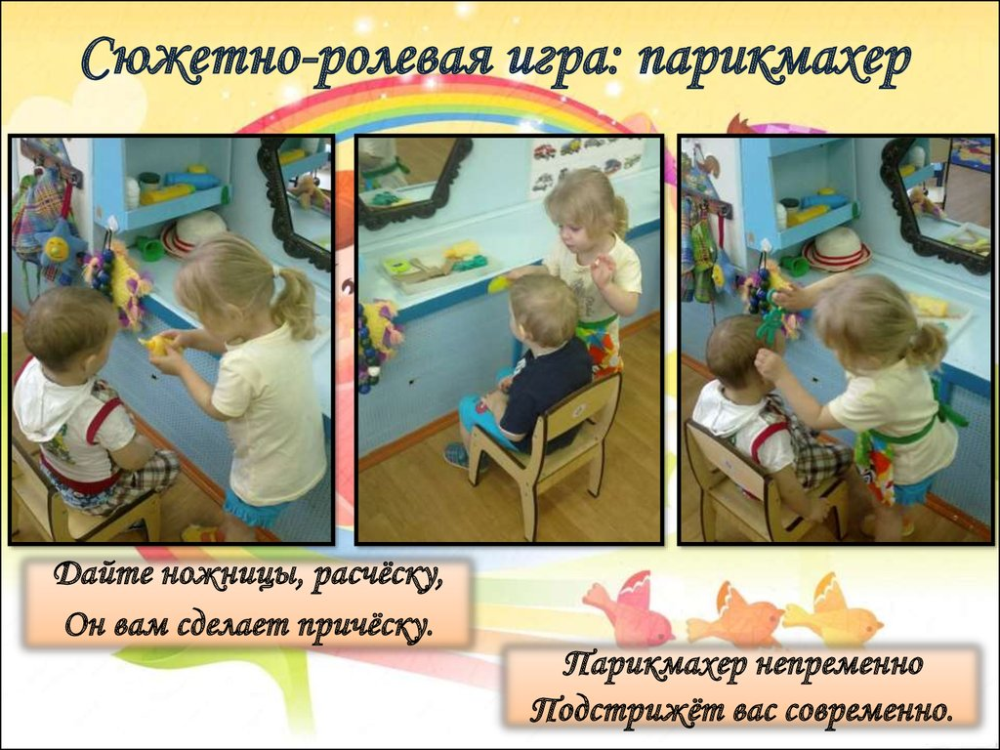 Сюжетно-ролевая игра: парикмахер
Дайте ножницы, расчёску,
Он вам сделает причёску.
Парикмахер непременно
Подстрижёт вас современно.